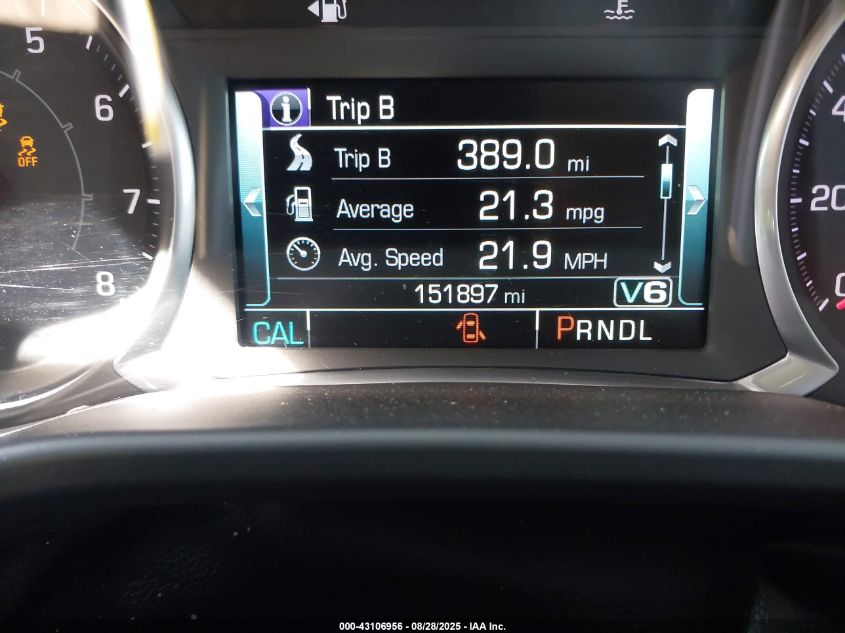 5
6
7
8
OFF
Trip B
Trip B 389.0 mi
Average 21.3 mpg
Avg. Speed 21.9 MPH
151897 mi V6
CAL PRNDL
20
000-43106956 - 08/28/2025 - IAA Inc.